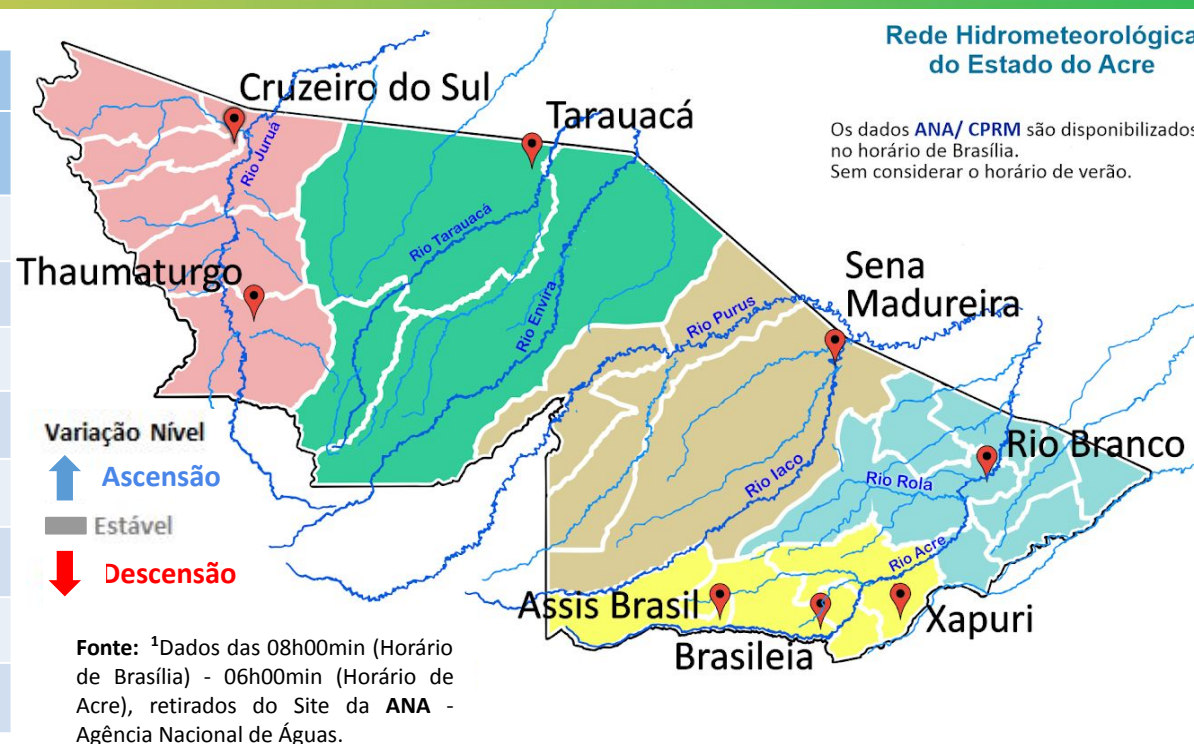 Rede Hidrometeorológica
do Estado do Acre
Os dados ANA/ CPRM são disponibilizados
no horário de Brasília.
Sem considerar o horário de verão.
Cruzeiro do Sul
Tarauacá
Rio Juruá
Rio Tarauacá
Thaumaturgo
Rio Envira
Sena
Madureira
Rio Purus
Variação Nível
Ascensão
Estável
Descensão
Rio Iaco
Rio Branco
Rio Rola
Rio Acre
Assis Brasil
Xapuri
Brasileia
Fonte: ¹Dados das 08h00min (Horário
de Brasília) - 06h00min (Horário de
Acre), retirados do Site da ANA -
Agência Nacional de Águas.